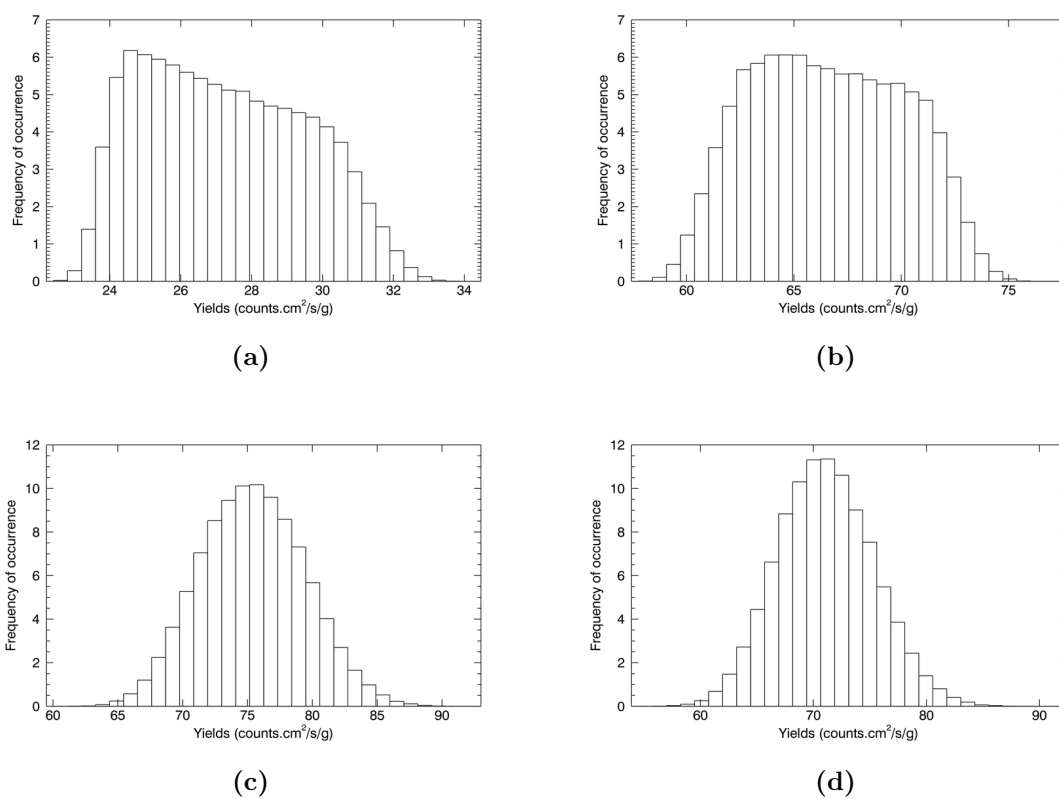 7
6
5
4
3
2
1
0
Frequency of occurrence
24 26 28 30 32 34
Yields (counts.cm²/s/g)
(a)
7
6
5
4
3
2
1
0
Frequency of occurrence
60 65 70 75
Yields (counts.cm²/s/g)
(b)
12
10
8
6
4
2
0
Frequency of occurrence
60 65 70 75 80 85 90
Yields (counts.cm²/s/g)
(c)
12
10
8
6
4
2
0
Frequency of occurrence
60 70 80 90
Yields (counts.cm²/s/g)
(d)